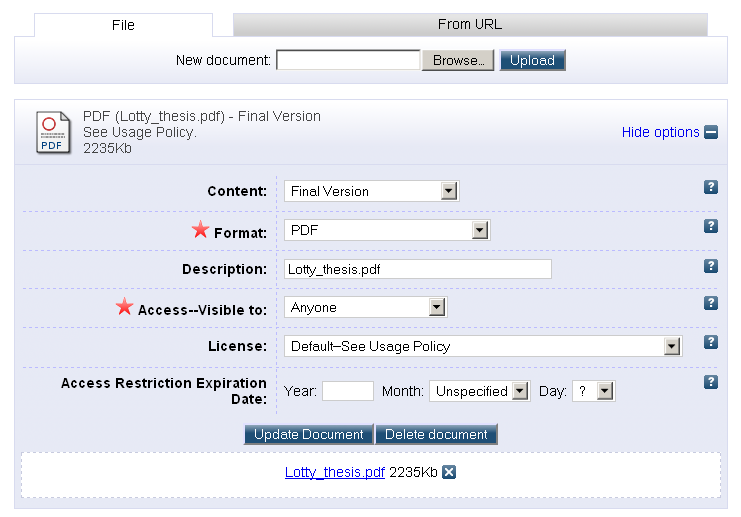 File
From URL
New document:
Browse...
Upload
PDF (Lotty_thesis.pdf) - Final Version
See Usage Policy.
2235Kb
PDF
Hide options
Content: Final Version ?
Format: PDF ?
Description: Lotty_thesis.pdf ?
Access--Visible to: Anyone ?
License: Default--See Usage Policy ?
Access Restriction Expiration
Date:
Year: Month: Unspecified Day: ? ?
Update Document Delete document
Lotty_thesis.pdf 2235Kb